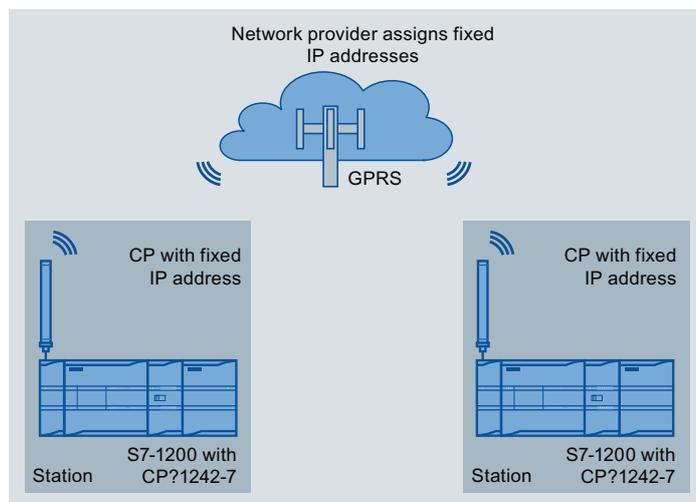 Network provider assigns fixed
IP addresses
GPRS
CP with fixed
IP address
S7-1200 with
CP?1242-7
Station
CP with fixed
IP address
S7-1200 with
CP?1242-7
Station